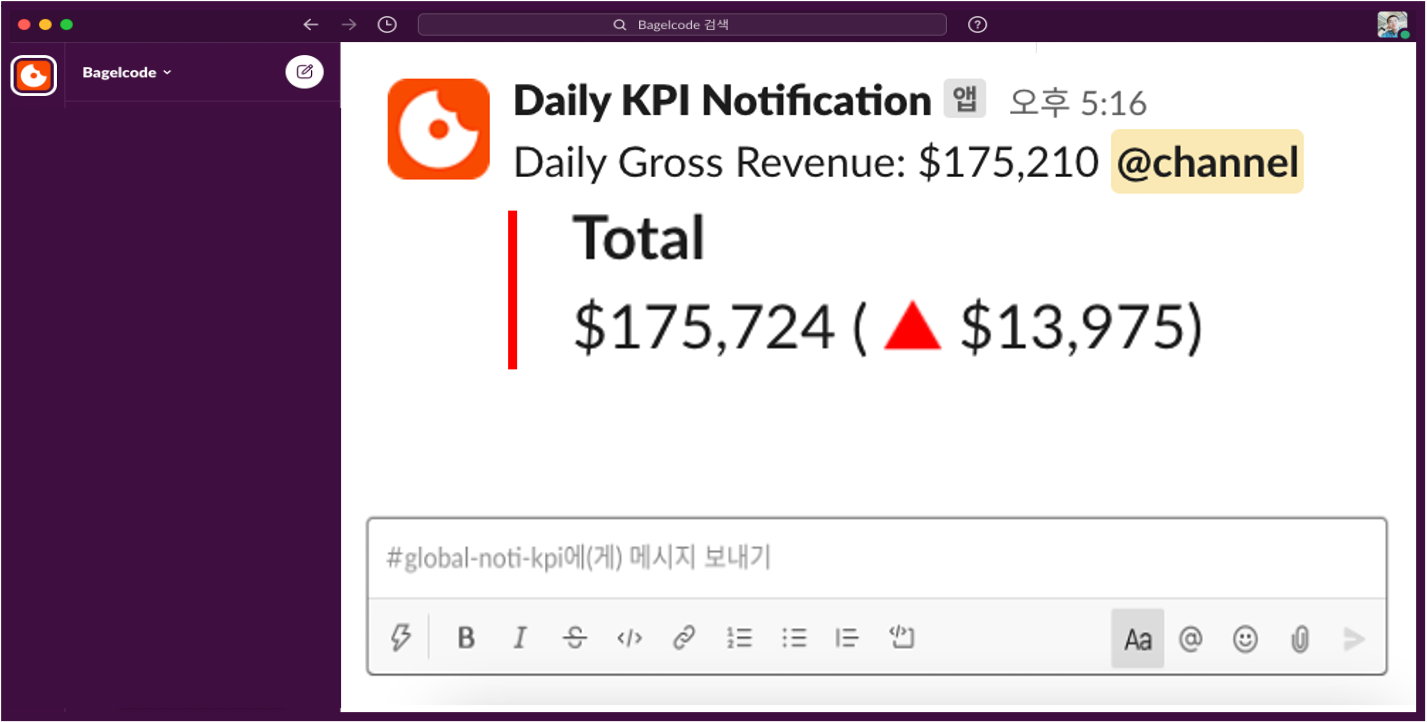 Bagelcode 검색
Bagelcode
Daily KPI Notification 앱 오후 5:16
Daily Gross Revenue: $175,210 @channel
Total
$175,724 ( ▲ $13,975)
#global-noti-kpi에(게) 메시지 보내기
B I S </> Aa @